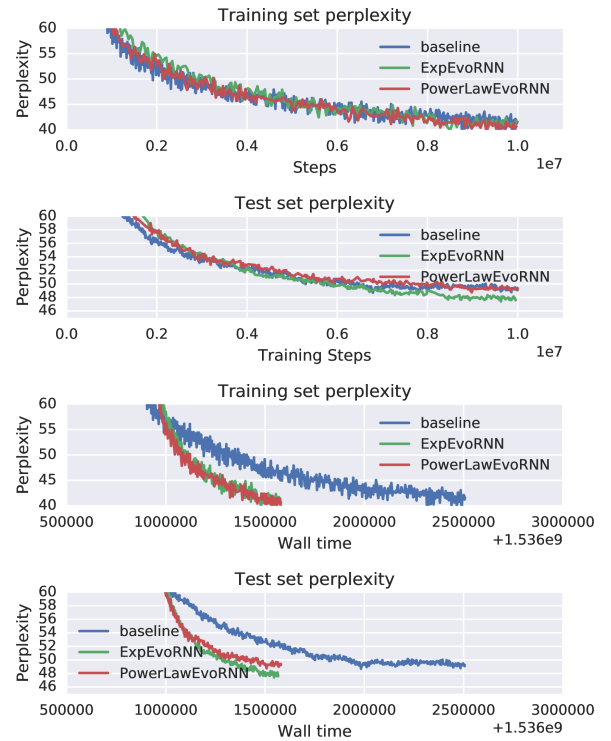 Training set perplexity
60
55
50
45
40
Perplexity
baseline
ExpEvoRNN
PowerLawEvoRNN
0.0 0.2 0.4 0.6 0.8 1.0
1e7
Steps
Test set perplexity
60
58
56
54
52
50
48
46
Perplexity
baseline
ExpEvoRNN
PowerLawEvoRNN
0.0 0.2 0.4 0.6 0.8 1.0
1e7
Training Steps
Training set perplexity
60
55
50
45
40
Perplexity
baseline
ExpEvoRNN
PowerLawEvoRNN
500000 1000000 1500000 2000000 2500000 3000000
+1.536e9
Wall time
Test set perplexity
60
58
56
54
52
50
48
46
Perplexity
baseline
ExpEvoRNN
PowerLawEvoRNN
500000 1000000 1500000 2000000 2500000 3000000
+1.536e9
Wall time